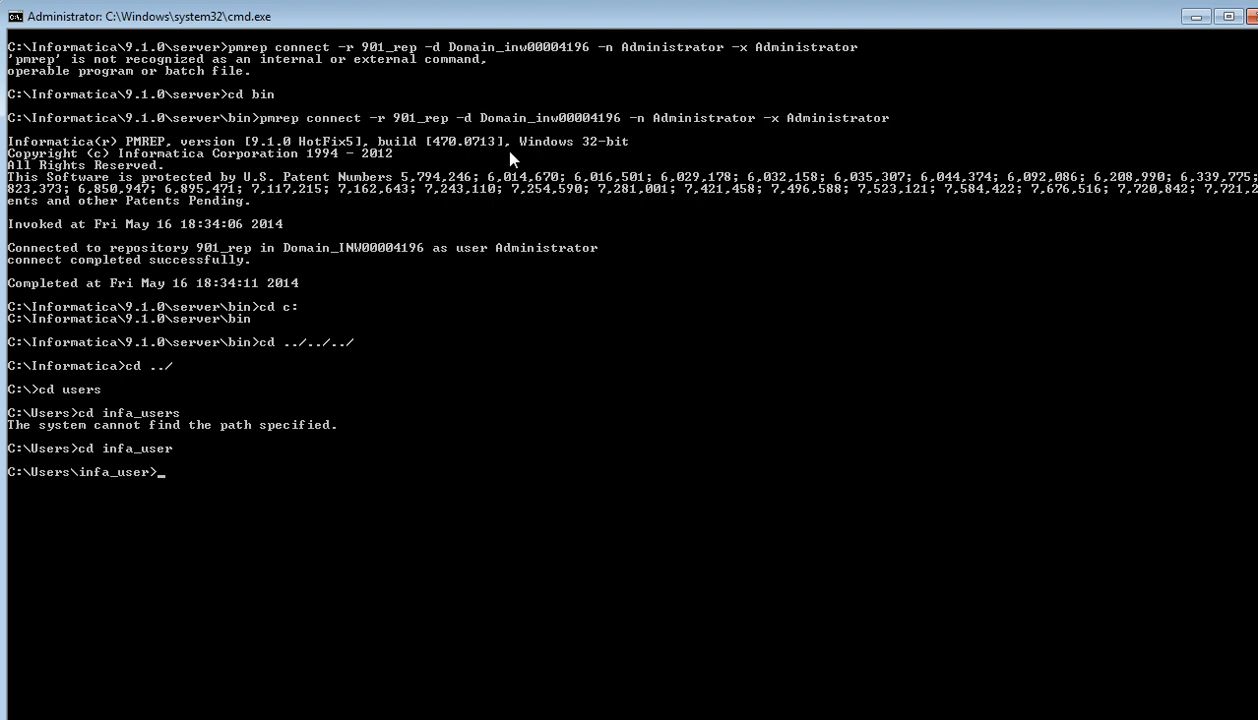 Administrator: C:\Windows\system32\cmd.exe
C:\Informatica\9.1.0\server>pmrep connect -r 901_rep -d Domain_inw00004196 -n Administrator -x Administrator
'pmrep' is not recognized as an internal or external command,
operable program or batch file.
C:\Informatica\9.1.0\server>cd bin
C:\Informatica\9.1.0\server\bin>pmrep connect -r 901_rep -d Domain_inw00004196 -n Administrator -x Administrator
Informatica(r) PMREP, version [9.1.0 HotFix5], build [470.0713], Windows 32-bit
Copyright (c) Informatica Corporation 1994 - 2012
All Rights Reserved.
This Software is protected by U.S. Patent Numbers 5,794,246; 6,014,670; 6,016,501; 6,029,178; 6,032,158; 6,035,307; 6,044,374; 6,092,086; 6,208,990; 6,339,775;
823,373; 6,850,947; 6,895,471; 7,117,215; 7,162,643; 7,243,110; 7,254,590; 7,281,001; 7,421,458; 7,496,588; 7,523,121; 7,584,422; 7,676,516; 7,720,842; 7,721,2
ents and other Patents Pending.
Invoked at Fri May 16 18:34:06 2014
Connected to repository 901_rep in Domain_INW00004196 as user Administrator
connect completed successfully.
Completed at Fri May 16 18:34:11 2014
C:\Informatica\9.1.0\server\bin>cd c:
C:\Informatica\9.1.0\server\bin
C:\Informatica\9.1.0\server\bin>cd ../../../
C:\Informatica>cd ../
C:\>cd users
C:\Users>cd infa_users
The system cannot find the path specified.
C:\Users>cd infa_user
C:\Users\infa_user>_